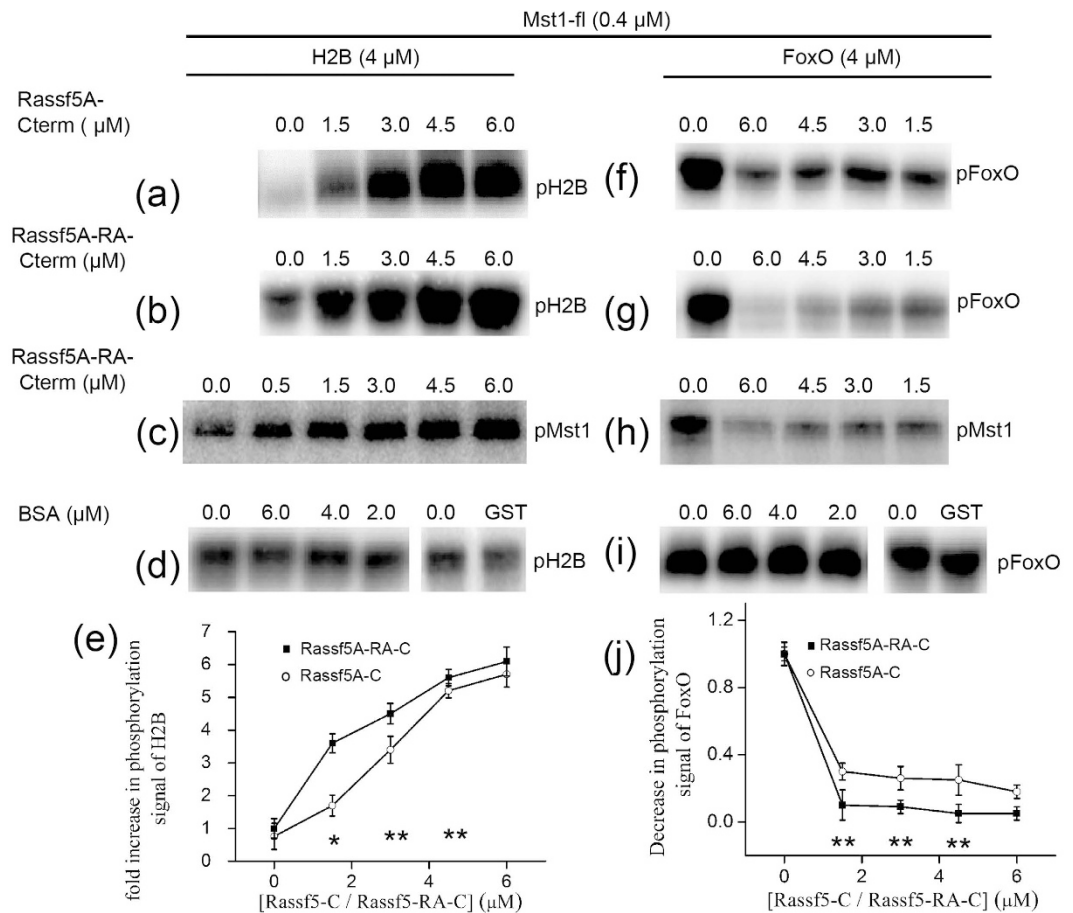 Mst1-fl (0.4 µM)
H2B (4 µM)
FoxO (4 µM)
Rassf5A-
Cterm ( µM)
0.0 1.5 3.0 4.5 6.0
(a)
pH2B
0.0 6.0 4.5 3.0 1.5
(f)
pFoxO
Rassf5A-RA-
Cterm (µM)
0.0 1.5 3.0 4.5 6.0
(b)
pH2B
0.0 6.0 4.5 3.0 1.5
(g)
pFoxO
Rassf5A-RA-
Cterm (µM)
0.0 0.5 1.5 3.0 4.5 6.0
(c)
pMst1
0.0 6.0 4.5 3.0 1.5
(h)
pMst1
BSA (µM)
0.0 6.0 4.0 2.0 0.0 GST
(d)
pH2B
0.0 6.0 4.0 2.0 0.0 GST
(i)
pFoxO
(e)
fold increase in phosphorylation
signal of H2B
7
6
5
4
3
2
1
0
Rassf5A-RA-C
Rassf5A-C
* ** **
0 2 4 6
[Rassf5-C / Rassf5-RA-C] (µM)
(j)
Decrease in phosphorylation
signal of FoxO
1.2
0.4
0.0
Rassf5A-RA-C
Rassf5A-C
** ** **
0 2 4 6
[Rassf5-C / Rassf5-RA-C] (µM)